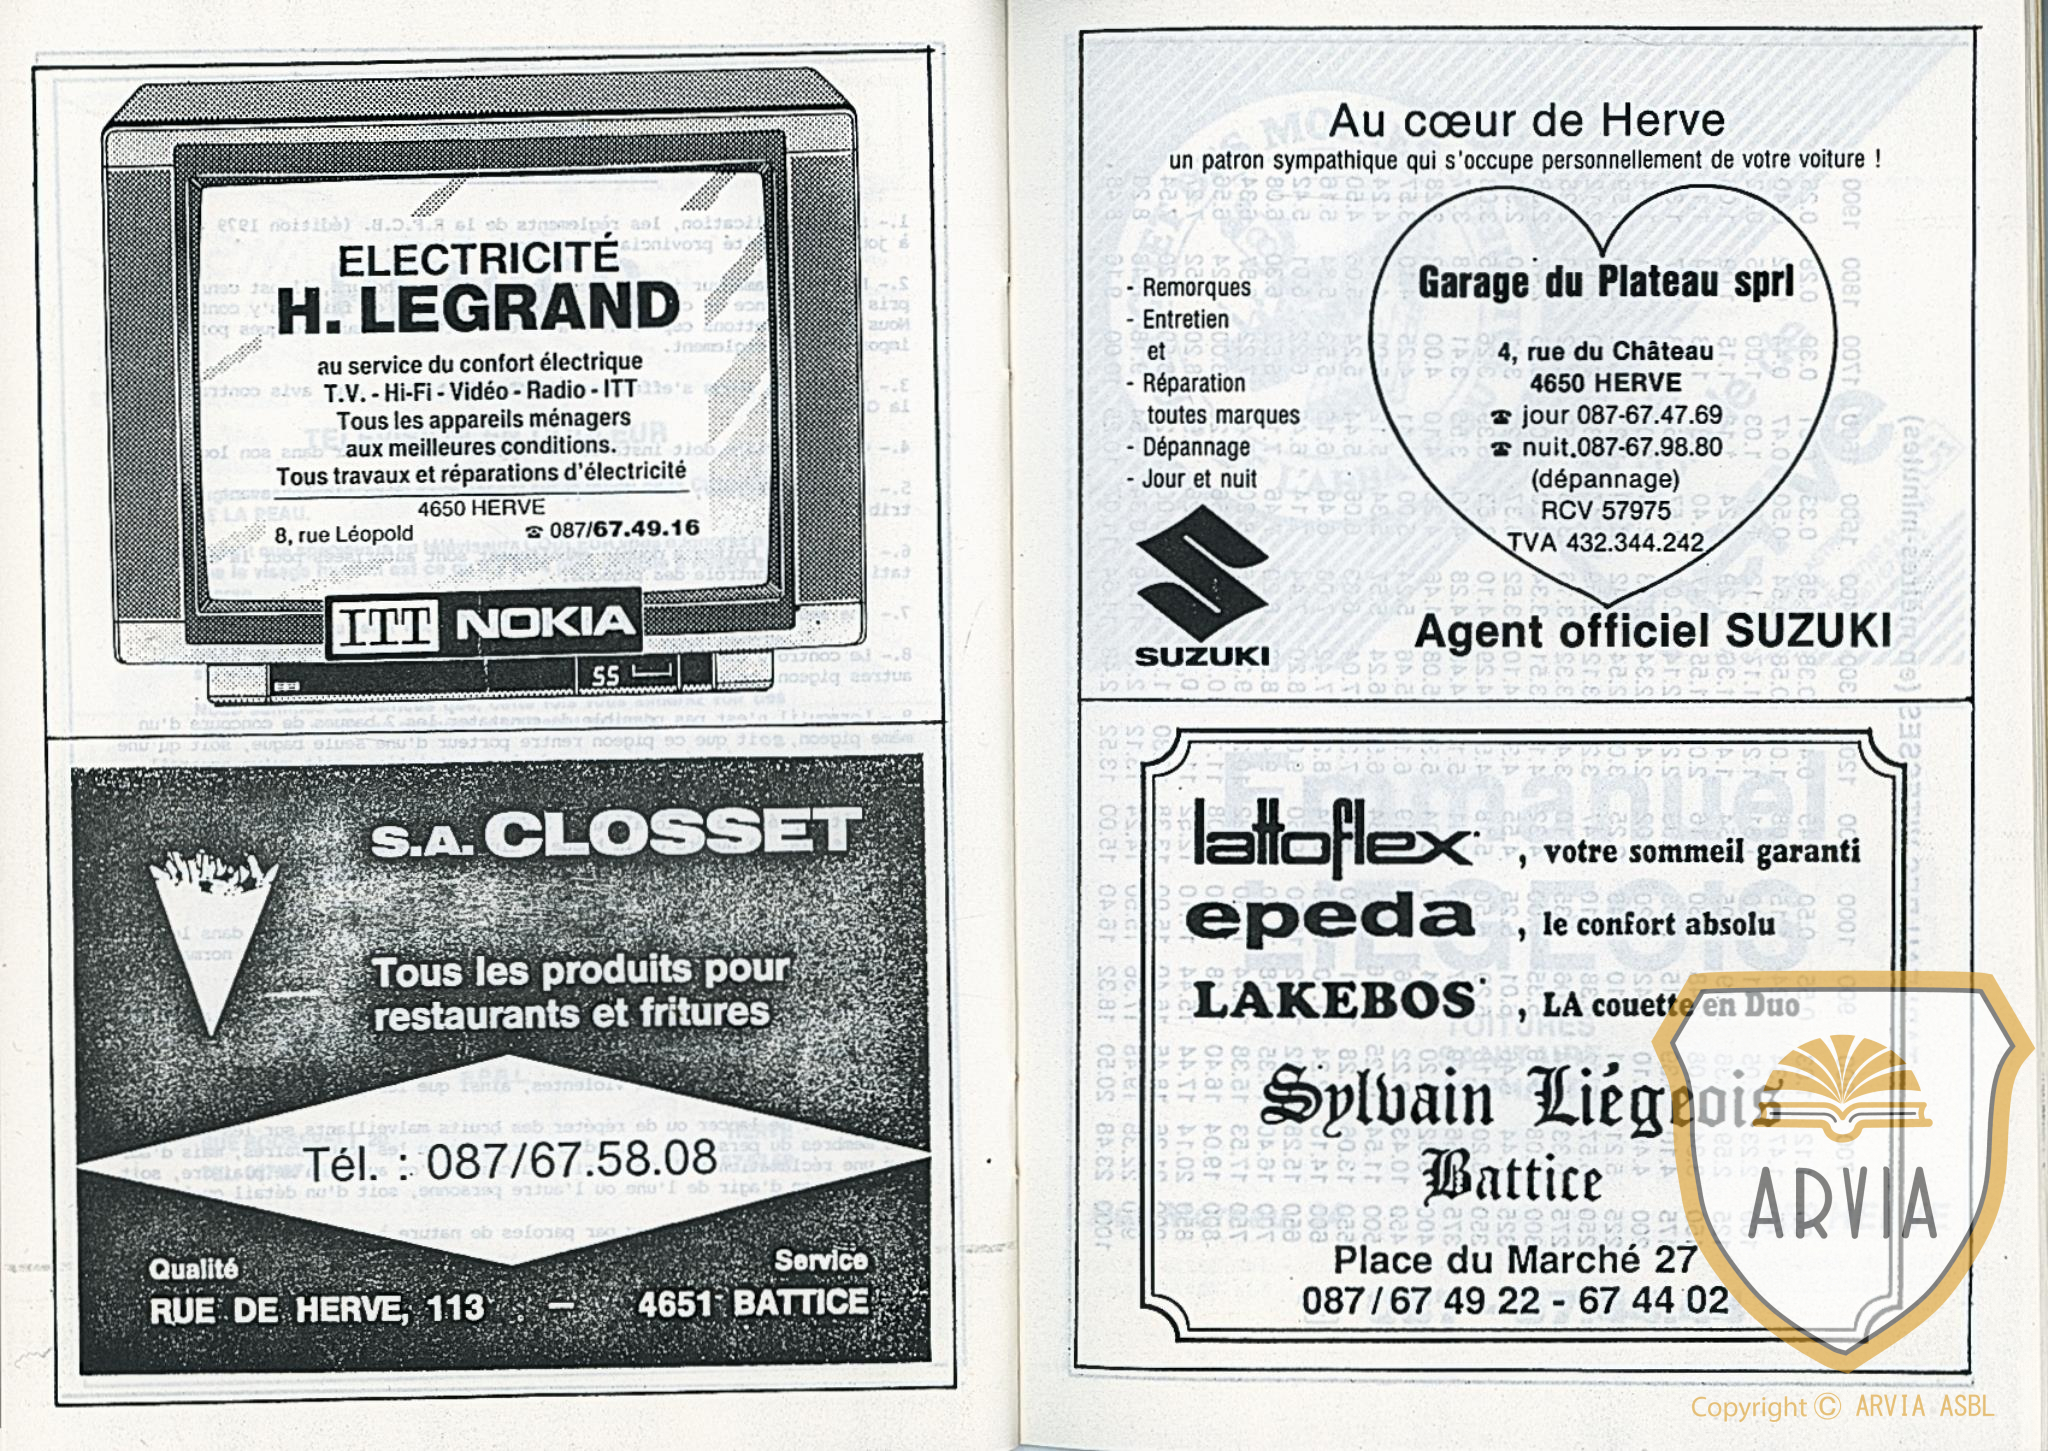 ELECTRICITÉ
H. LEGRAND
au service du confort électrique
T.V. - Hi-Fi - Vidéo - Radio - ITT
Tous les appareils ménagers
aux meilleures conditions.
Tous travaux et réparations d'électricité
4650 HERVE
8, rue Léopold ☎ 087/67.49.16
ITT NOKIA
55
S.A. CLOSSET
Tous les produits pour
restaurants et fritures
Tél. : 087/67.58.08
Qualité Service
RUE DE HERVE, 113 – 4651 BATTICE
Au cœur de Herve
un patron sympathique qui s'occupe personnellement de votre voiture !
- Remorques
- Entretien
et
- Réparation
toutes marques
- Dépannage
- Jour et nuit
Garage du Plateau sprl
4, rue du Château
4650 HERVE
☎ jour 087-67.47.69
☎ nuit.087-67.98.80
(dépannage)
RCV 57975
TVA 432.344.242
SUZUKI
Agent officiel SUZUKI
lattoflex , votre sommeil garanti
epeda , le confort absolu
LAKEBOS , LA couette en Duo
Sylvain Liégeois
Battice
Place du Marché 27
087 / 67 49 22 - 67 44 02
ARVIA
Copyright © ARVIA ASBL